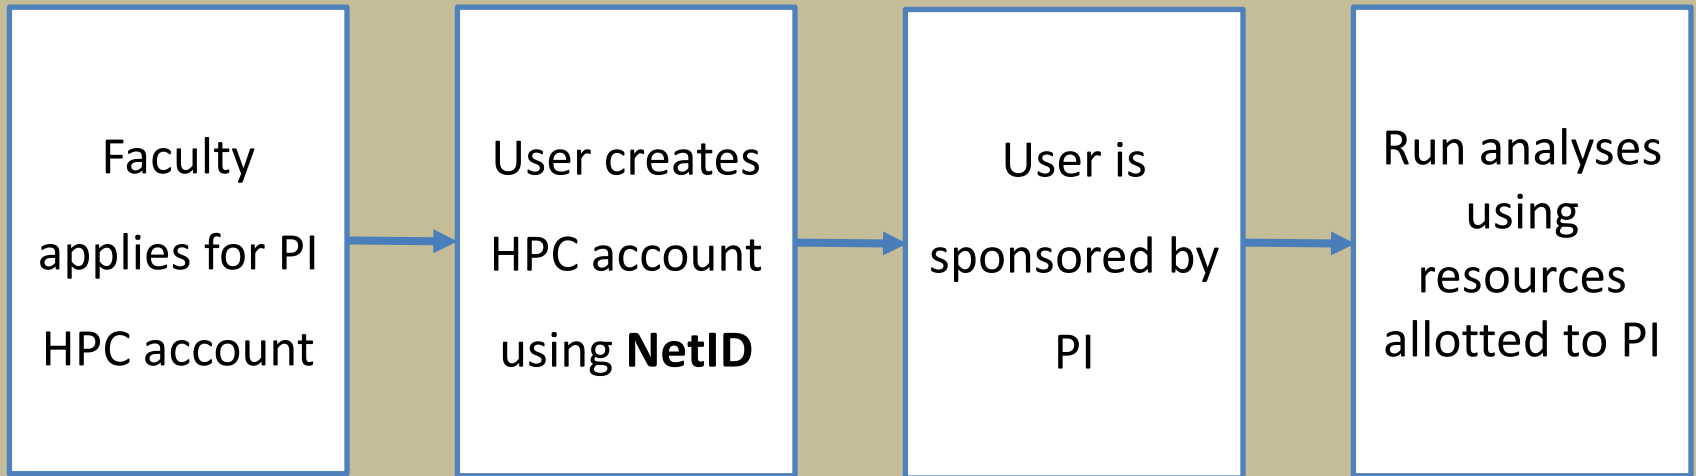 Faculty
applies for PI
HPC account
User creates
HPC account
using NetID
User is
sponsored by
PI
Run analyses
using
resources
allotted to PI